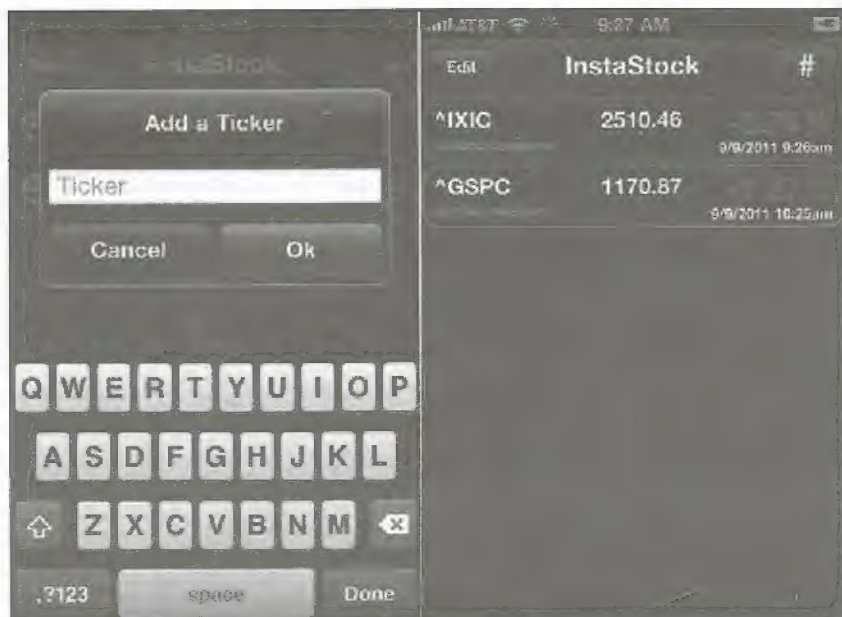 InstaStock
Add a Ticker
Ticker
Cancel
Ok
Q W E R T Y U I O P
A S D F G H J K L
Z X C V B N M
.?123
space
Done
AT&T
9:27 AM
Edit
InstaStock
#
^IXIC
2510.46
9/9/2011 9:26am
^GSPC
1170.87
9/9/2011 10:25am